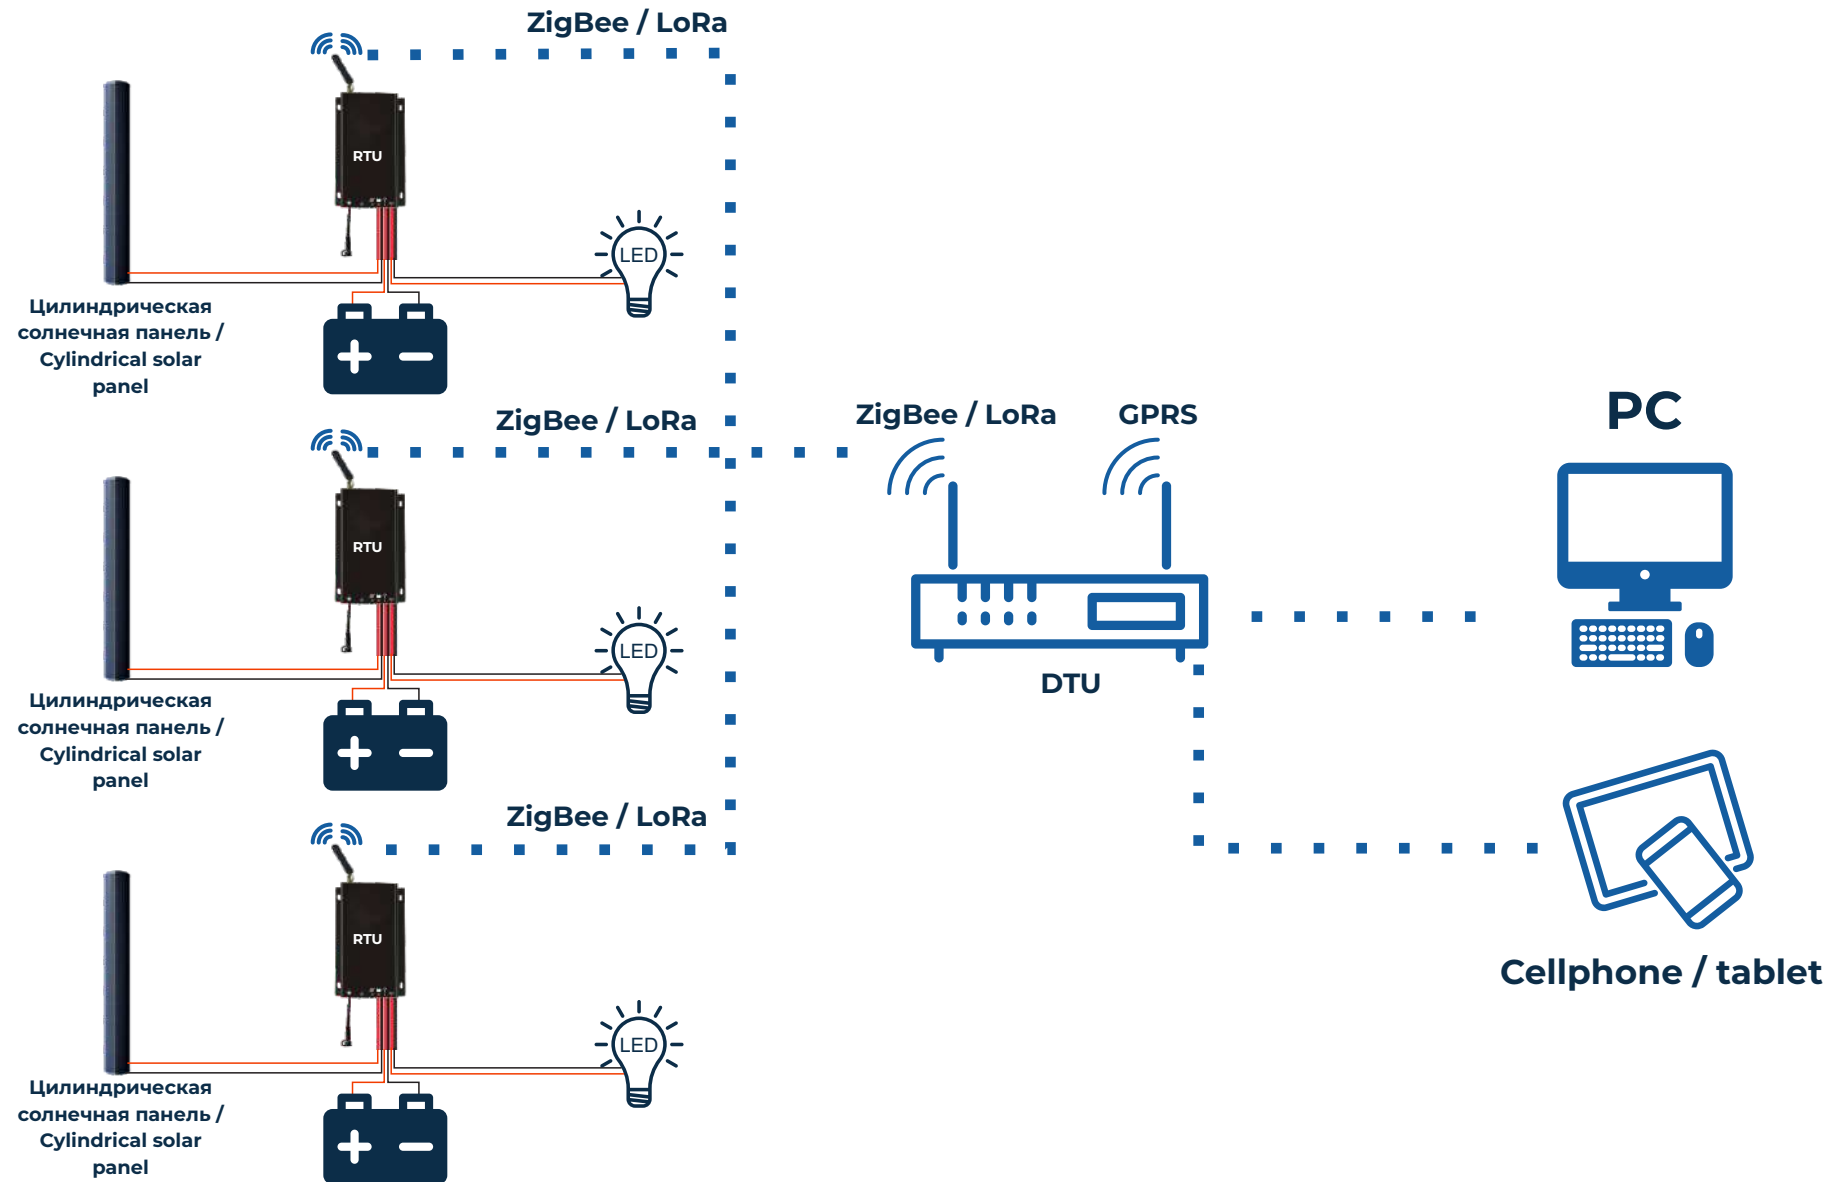 ZigBee / LoRa
RTU
LED
Цилиндрическая
солнечная панель /
Cylindrical solar
panel
ZigBee / LoRa
RTU
LED
Цилиндрическая
солнечная панель /
Cylindrical solar
panel
ZigBee / LoRa
RTU
LED
Цилиндрическая
солнечная панель /
Cylindrical solar
panel
ZigBee / LoRa
GPRS
DTU
PC
Cellphone / tablet